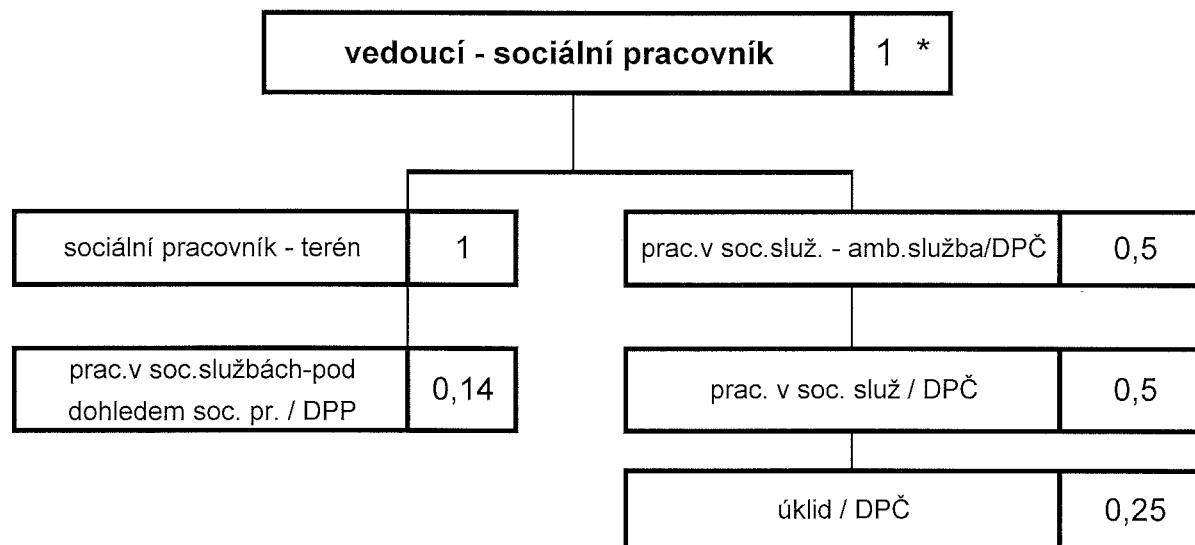 vedoucí - sociální pracovník 1 *
sociální pracovník - terén 1
prac.v soc.službách-pod
dohledem soc. pr. / DPP 0,14
prac.v soc.služ. - amb.služba/DPČ 0,5
prac. v soc. služ / DPČ 0,5
úklid / DPČ 0,25